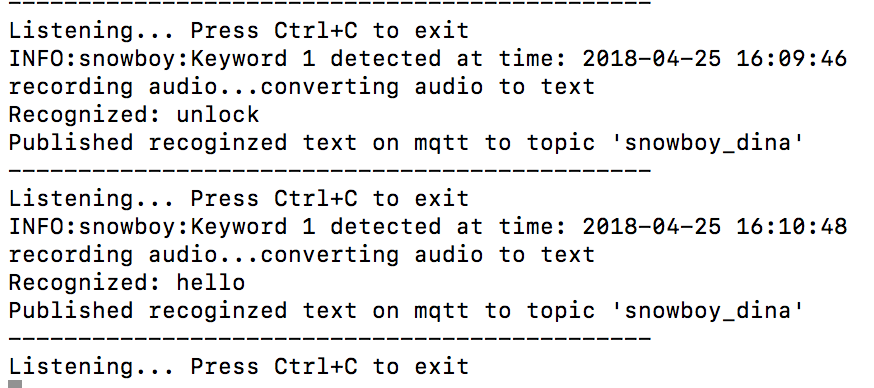 -----------------------------------------------
Listening... Press Ctrl+C to exit
INFO:snowboy:Keyword 1 detected at time: 2018-04-25 16:09:46
recording audio...converting audio to text
Recognized: unlock
Published recoginzed text on mqtt to topic 'snowboy_dina'
-----------------------------------------------
Listening... Press Ctrl+C to exit
INFO:snowboy:Keyword 1 detected at time: 2018-04-25 16:10:48
recording audio...converting audio to text
Recognized: hello
Published recoginzed text on mqtt to topic 'snowboy_dina'
-----------------------------------------------
Listening... Press Ctrl+C to exit